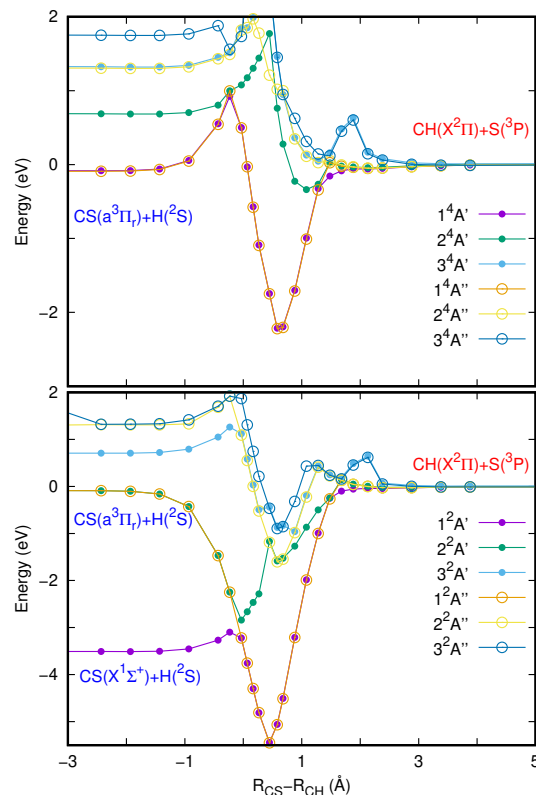 2
0
-2
Energy (eV)
CH(X²Π)+S(³P)
CS(a³Πᵣ)+H(²S)
1⁴A'
2⁴A'
3⁴A'
1⁴A''
2⁴A''
3⁴A''
2
0
-2
-4
Energy (eV)
CH(X²Π)+S(³P)
CS(a³Πᵣ)+H(²S)
CS(X¹Σ⁺)+H(²S)
1²A'
2²A'
3²A'
1²A''
2²A''
3²A''
-3 -1 1 3 5
R_CS−R_CH (Å)